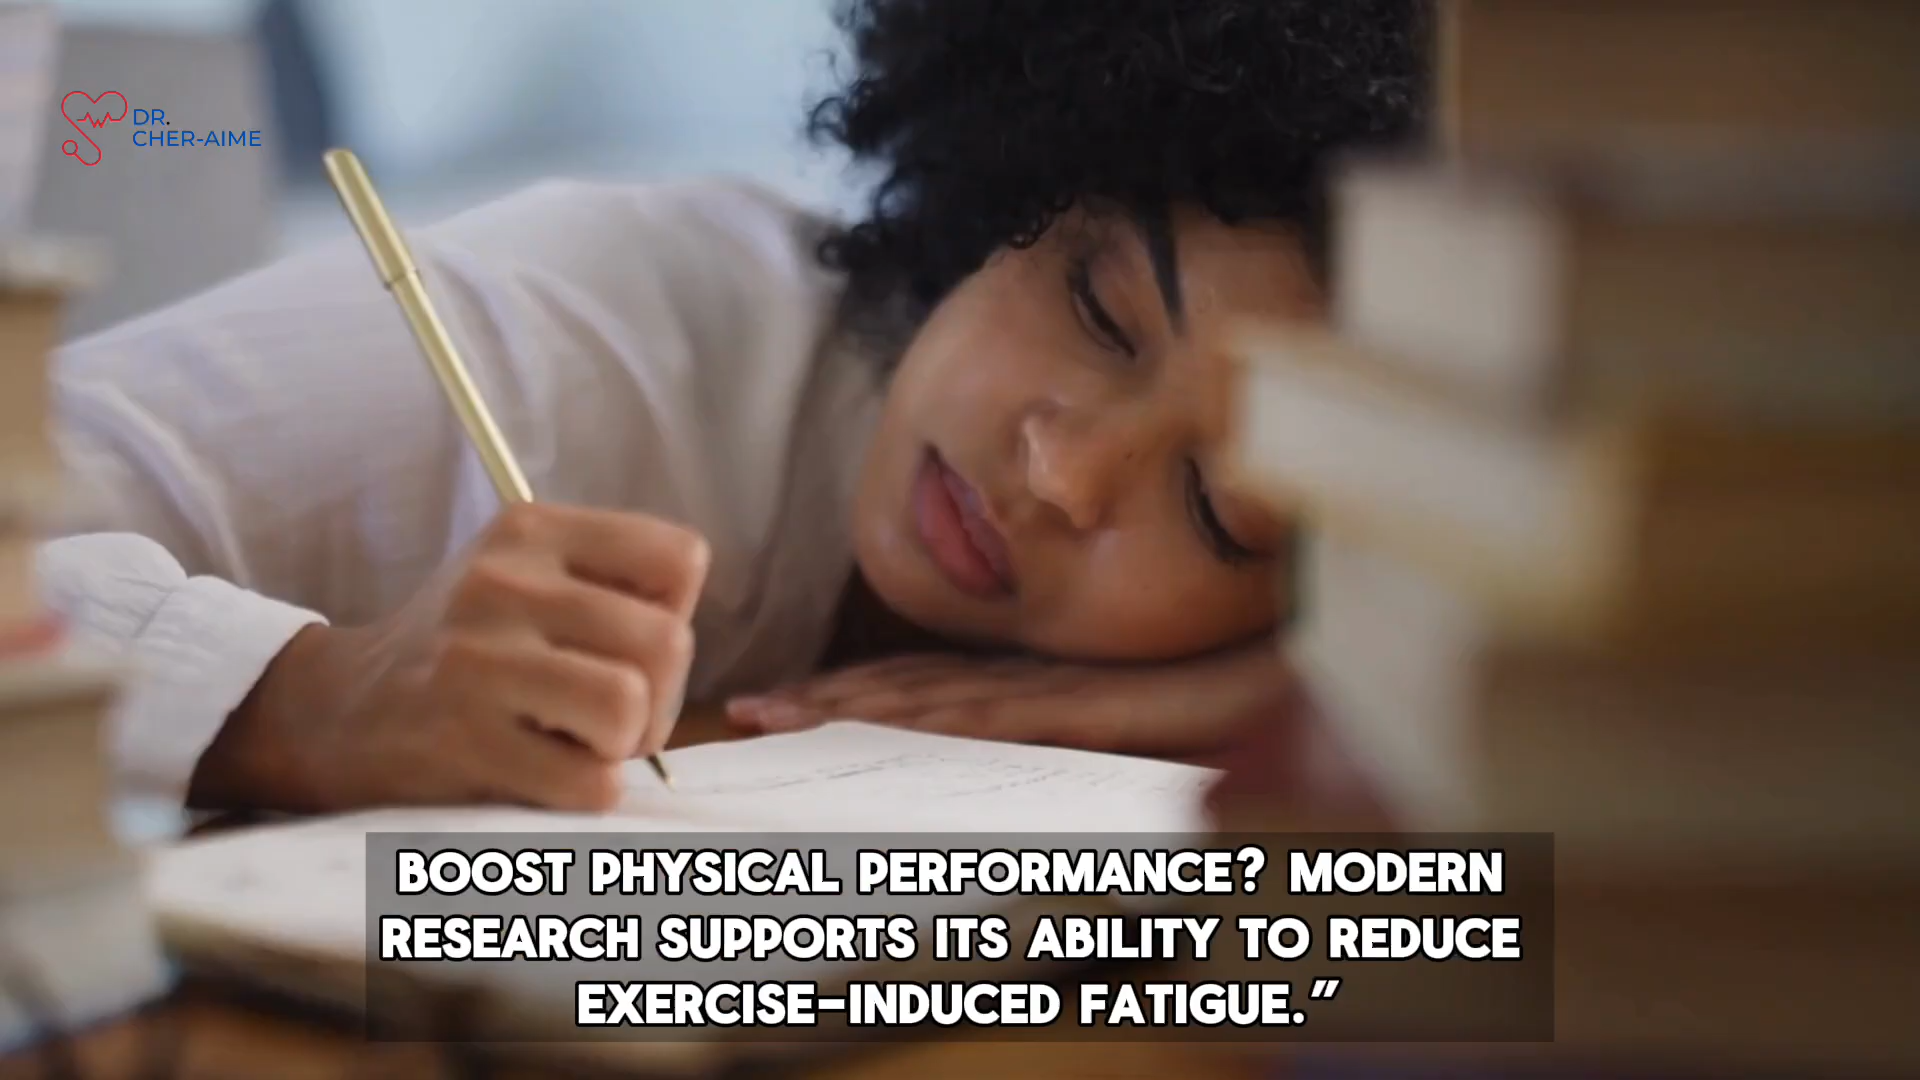 DR.
CHER-AIME
BOOST PHYSICAL PERFORMANCE? MODERN
RESEARCH SUPPORTS ITS ABILITY TO REDUCE
EXERCISE-INDUCED FATIGUE.”